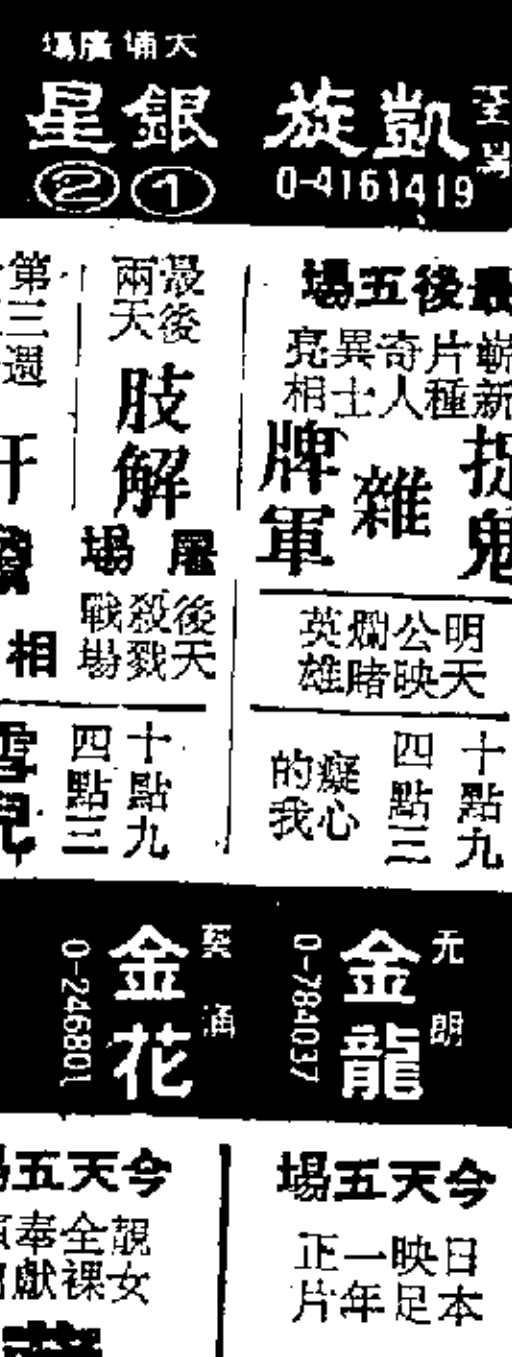 大埔廣場
銀星
① ②
凱旋
0-4161419
最後五場
嶄新
片種
奇人
異士
亮相
捉鬼
雜
牌軍
明天
公映
爛賭
英雄
十點九
四點三
癡心
的我
最後
兩天
肢解
屠場
後天
殺戮
戰場
十點九
四點三
第三週
相
雪兒
元朗
金龍
0-784037
葵涌
金花
0-246801
今天五場
日本
映足
一年
正片
今天五場
靚女
全裸
奉獻